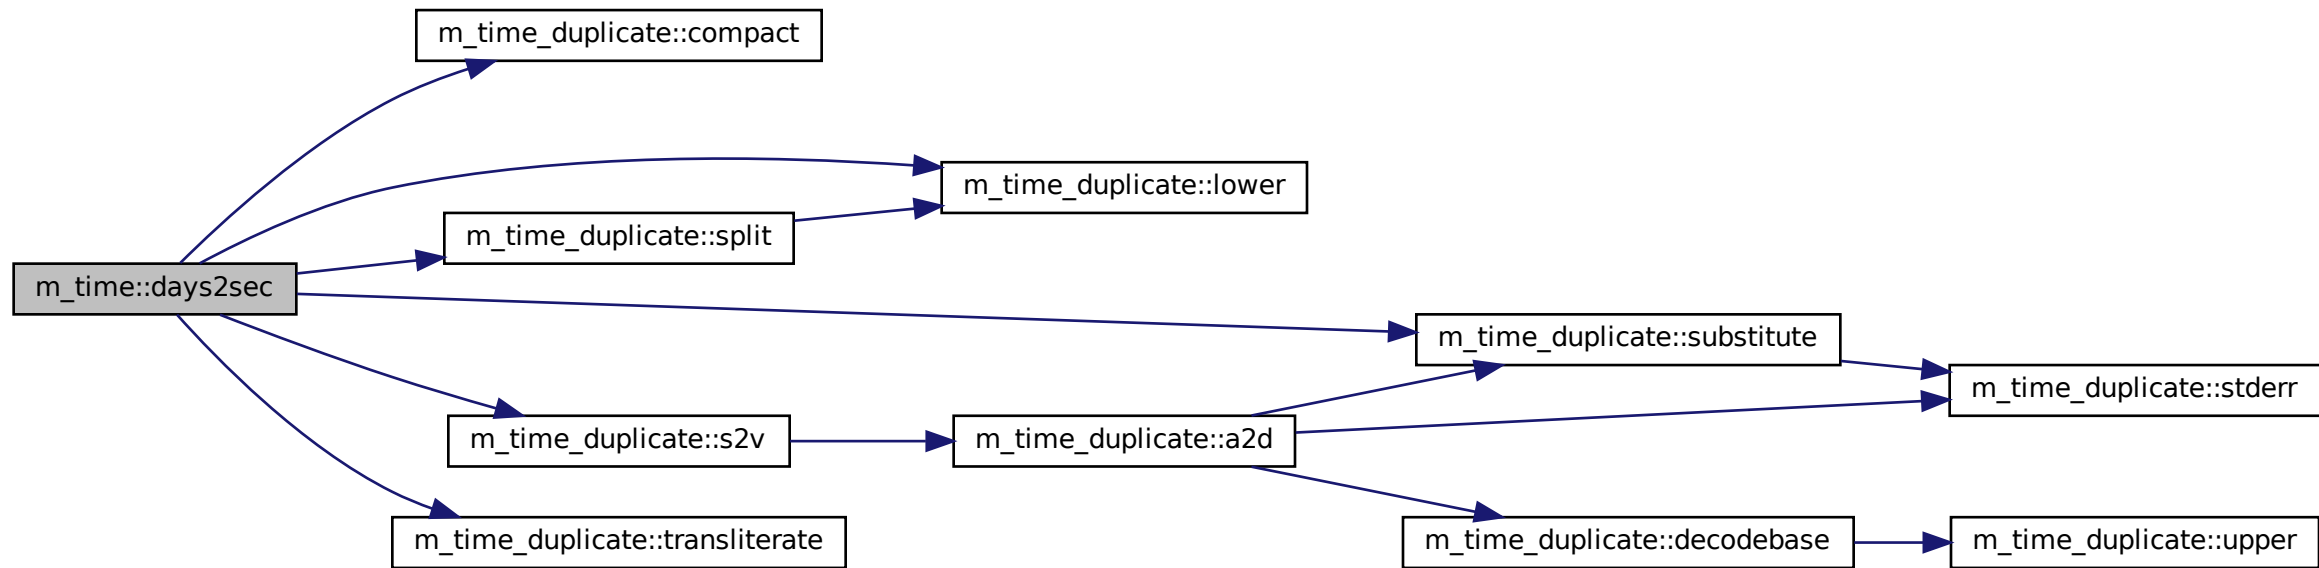 m_time_duplicate::compact
m_time_duplicate::lower
m_time_duplicate::split
m_time::days2sec
m_time_duplicate::substitute
m_time_duplicate::stderr
m_time_duplicate::s2v
m_time_duplicate::a2d
m_time_duplicate::transliterate
m_time_duplicate::decodebase
m_time_duplicate::upper